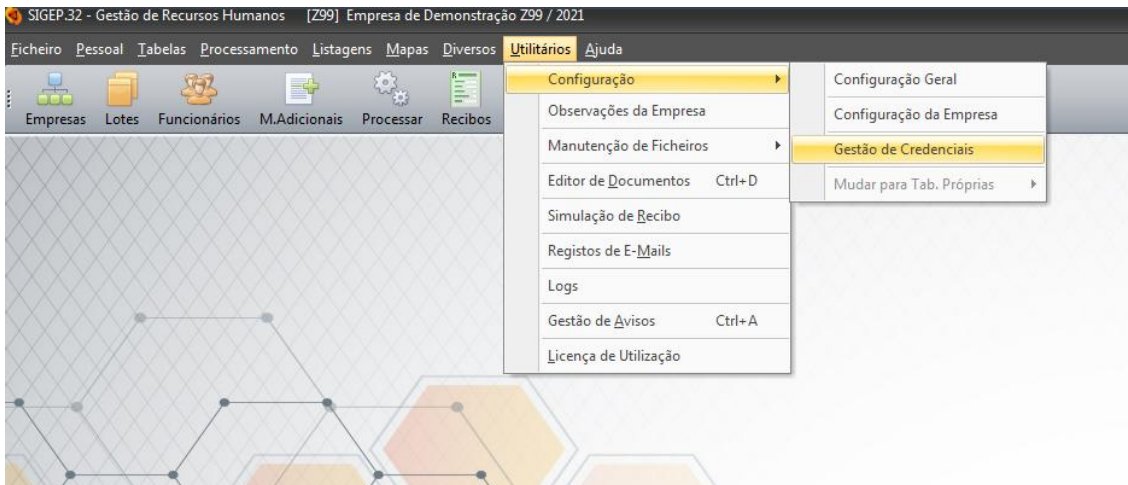 SIGEP.32 - Gestão de Recursos Humanos [Z99] Empresa de Demonstração Z99 / 2021
Ficheiro Pessoal Tabelas Processamento Listagens Mapas Diversos Utilitários Ajuda
Empresas Lotes Funcionários M.Adicionais Processar Recibos
Configuração
Observações da Empresa
Manutenção de Ficheiros
Editor de Documentos Ctrl+D
Simulação de Recibo
Registos de E-Mails
Logs
Gestão de Avisos Ctrl+A
Licença de Utilização
Configuração Geral
Configuração da Empresa
Gestão de Credenciais
Mudar para Tab. Próprias